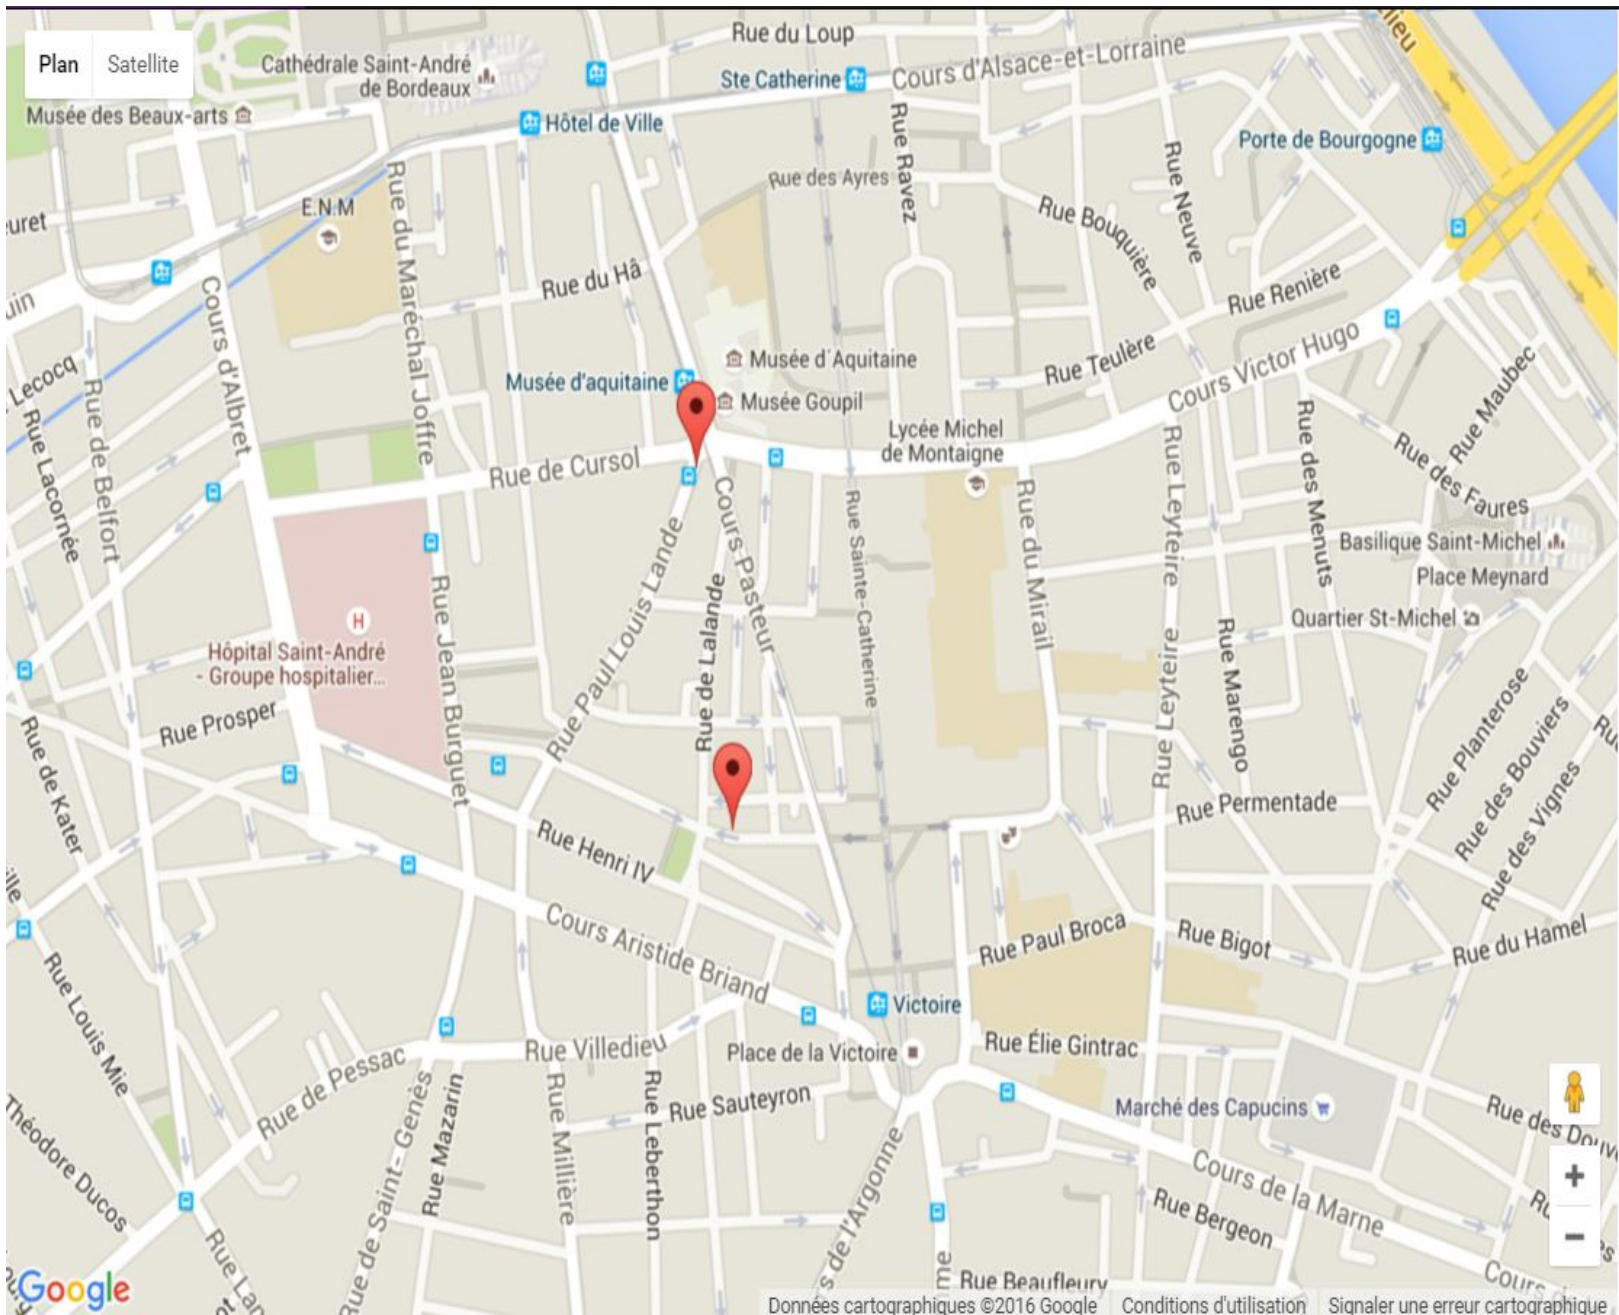 Plan Satellite
Rue du Loup
Cathédrale Saint-André
de Bordeaux
Ste Catherine
Cours d'Alsace-et-Lorraine
Musée des Beaux-arts
Hôtel de Ville
Porte de Bourgogne
Rue Ravez
Rue Neuve
Rue des Ayres
E.N.M
Rue du Maréchal Joffre
Rue Bouquière
Rue du Hâ
Rue Renière
Cours d'Albret
Musée d'Aquitaine
Rue Teulère
Cours Victor Hugo
Lecocq
Musée d'aquitaine
Musée Goupil
Rue Maubec
Rue Lacornée
Rue de Belfort
Lycée Michel
de Montaigne
Rue de Cursol
Rue des Menuts
Rue des Faures
Rue Leyteire
Cours Pasteur
Rue Sainte-Catherine
Rue du Mirail
Basilique Saint-Michel
Place Meynard
Rue Jean Burguet
Rue Paul Louis Lande
Rue de Lalande
Quartier St-Michel
Rue Marengo
Hôpital Saint-André
- Groupe hospitalier...
Rue Leyteire
Rue Prosper
Rue Planterose
Rue des Bouviers
Rue des Vignes
Rue de Kater
Rue Permentade
Rue Henri IV
Cours Aristide Briand
Rue Paul Broca
Rue Bigot
Rue du Hamel
Rue Louis Mie
Victoire
Rue Villedieu
Place de la Victoire
Rue Élie Gintrac
Rue de Pessac
Rue Sauteyron
Marché des Capucins
Rue des Douv
Théodore Ducos
Rue de Saint-Genès
Rue Mazarin
Rue Millière
Rue Leberthon
s de l'Argonne
Cours de la Marne
Rue Bergeon
Rue Lan
Rue Beaufleury
Cours
Google
Données cartographiques ©2016 Google Conditions d'utilisation Signaler une erreur cartographique